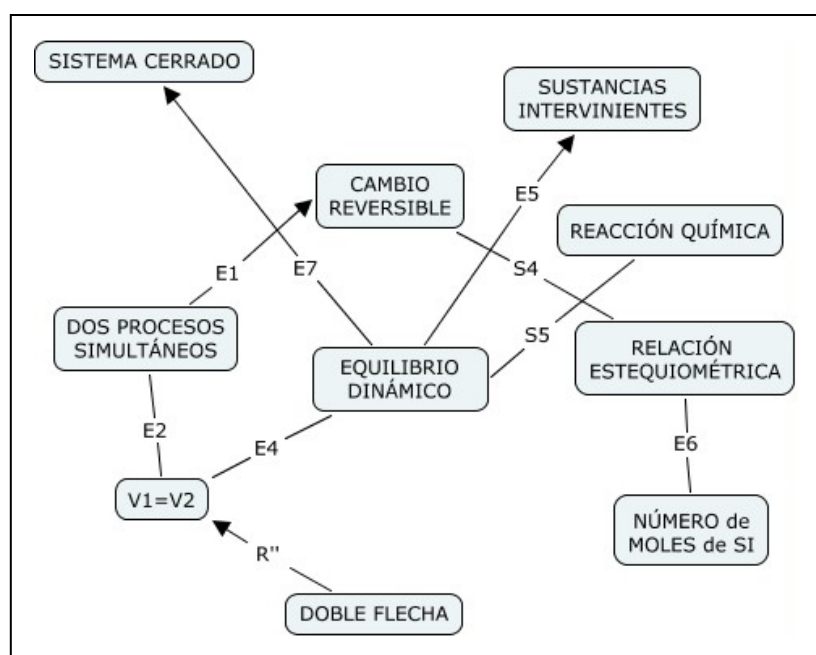 SISTEMA CERRADO
SUSTANCIAS
INTERVINIENTES
CAMBIO
REVERSIBLE
E5
REACCIÓN QUÍMICA
E1
E7
S4
DOS PROCESOS
SIMULTÁNEOS
S5
EQUILIBRIO
DINÁMICO
RELACIÓN
ESTEQUIOMÉTRICA
E2
E4
E6
V1=V2
NÚMERO de
MOLES de SI
R"
DOBLE FLECHA